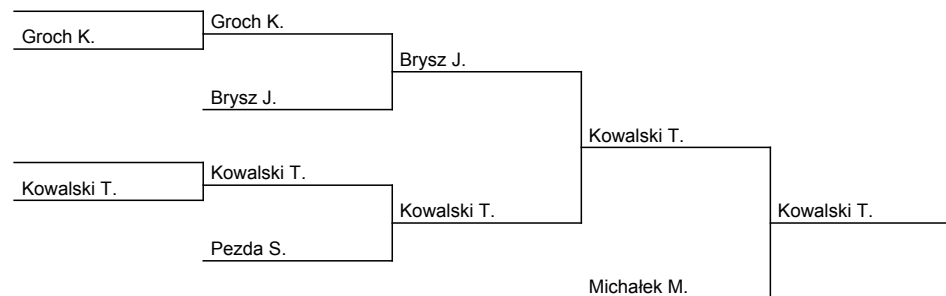 Groch K.
Groch K.
Brysz J.
Brysz J.
Kowalski T.
Kowalski T.
Kowalski T.
Kowalski T.
Kowalski T.
Pezda S.
Michałek M.